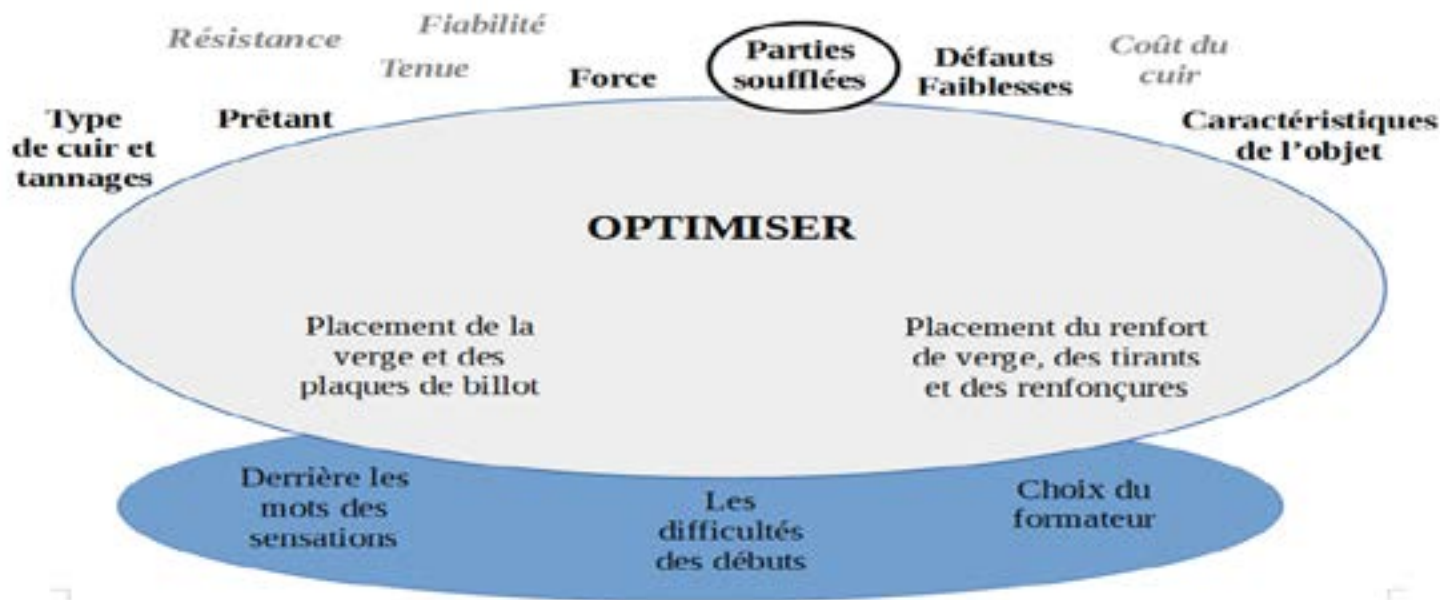 Résistance
Fiabilité
Tenue
Force
Parties
soufflées
Défauts
Faiblesses
Coût du
cuir
Type
de cuir et
tannages
Prêtant
Caractéristiques
de l’objet
OPTIMISER
Placement de la
verge et des
plaques de billot
Placement du renfort
de verge, des tirants
et des renfonçures
Derrière les
mots des
sensations
Les
difficultés
des débuts
Choix du
formateur